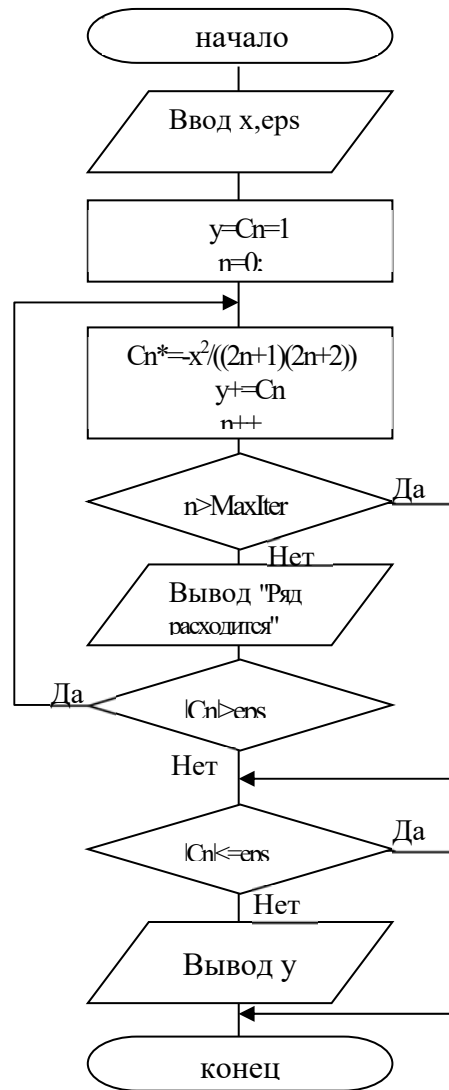 начало
Ввод x,eps
y=Cn=1
n=0;
Cn*=-x²/((2n+1)(2n+2))
y+=Cn
n++
n>MaxIter
Да
Нет
Вывод "Ряд
расходится"
Да
|Cn|>eps
Нет
|Cn|<=eps
Да
Нет
Вывод y
конец